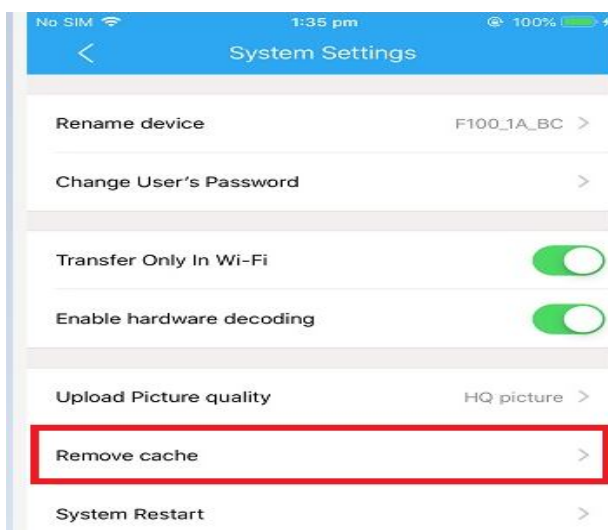 No SIM 1:35 pm 100%
System Settings
Rename device F100_1A_BC
Change User's Password
Transfer Only In Wi-Fi
Enable hardware decoding
Upload Picture quality HQ picture
Remove cache
System Restart